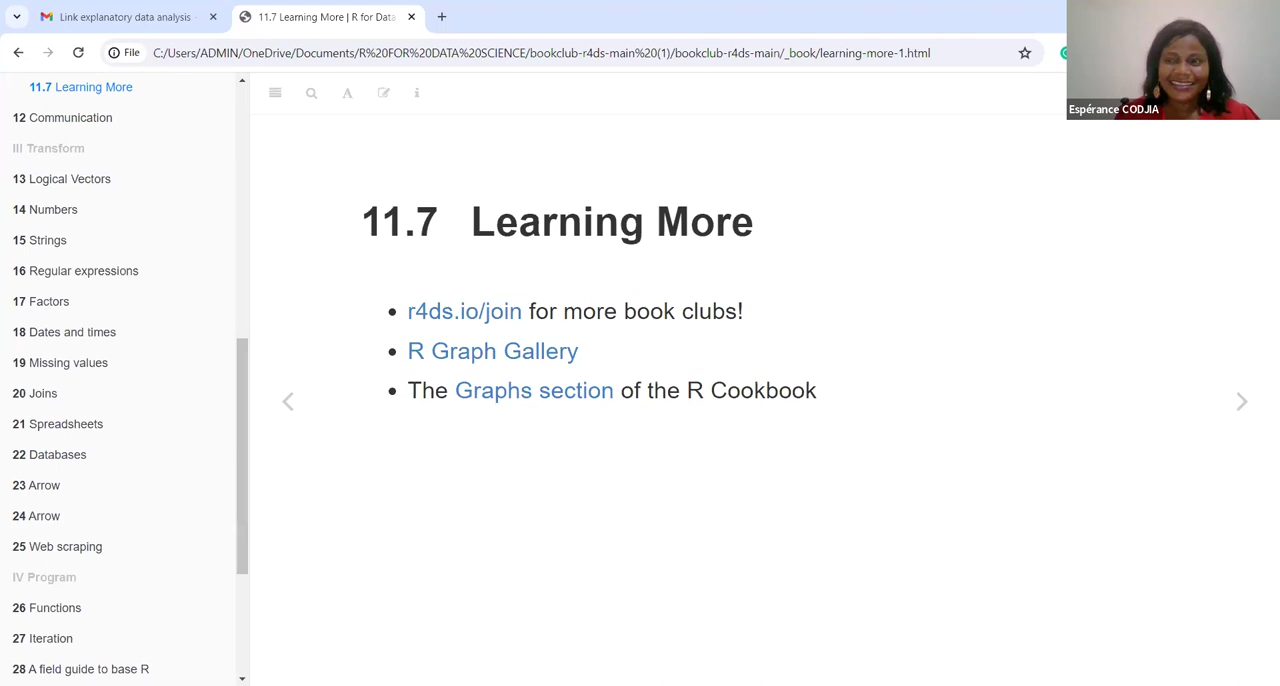 Link explanatory data analysis
11.7 Learning More | R for Data
File
C:/Users/ADMIN/OneDrive/Documents/R%20FOR%20DATA%20SCIENCE/bookclub-r4ds-main%20(1)/bookclub-r4ds-main/_book/learning-more-1.html
Espérance CODJIA
11.7 Learning More
12 Communication
III Transform
13 Logical Vectors
14 Numbers
15 Strings
16 Regular expressions
17 Factors
18 Dates and times
19 Missing values
20 Joins
21 Spreadsheets
22 Databases
23 Arrow
24 Arrow
25 Web scraping
IV Program
26 Functions
27 Iteration
28 A field guide to base R
A
i
11.7 Learning More
• r4ds.io/join for more book clubs!
• R Graph Gallery
• The Graphs section of the R Cookbook